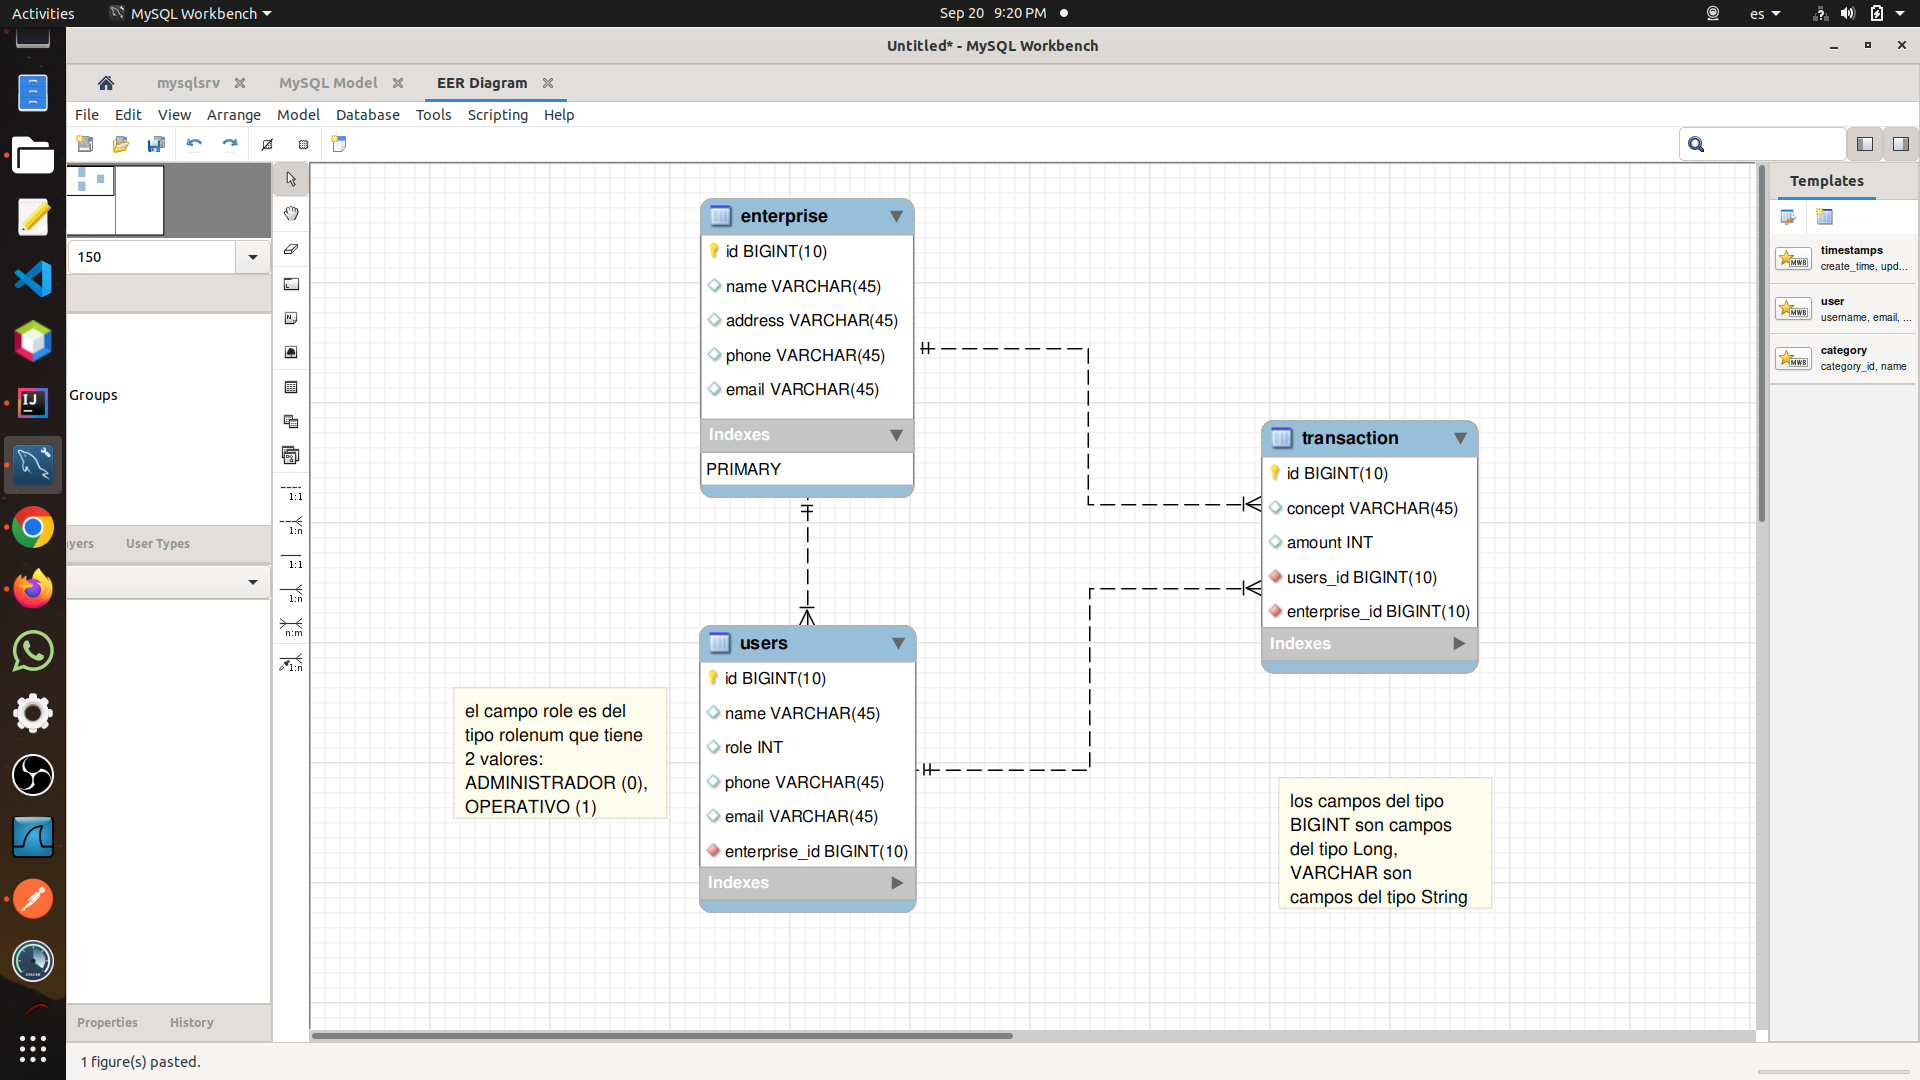 Activities
MySQL Workbench
Sep 20 9:20 PM
es
Untitled* - MySQL Workbench
mysqlsrv
MySQL Model
EER Diagram
File Edit View Arrange Model Database Tools Scripting Help
150
Groups
yers
User Types
Properties
History
1 figure(s) pasted.
1:1
1:n
1:1
1:n
n:m
1:n
enterprise
id BIGINT(10)
name VARCHAR(45)
address VARCHAR(45)
phone VARCHAR(45)
email VARCHAR(45)
Indexes
PRIMARY
users
id BIGINT(10)
name VARCHAR(45)
role INT
phone VARCHAR(45)
email VARCHAR(45)
enterprise_id BIGINT(10)
Indexes
el campo role es del
tipo rolenum que tiene
2 valores:
ADMINISTRADOR (0),
OPERATIVO (1)
transaction
id BIGINT(10)
concept VARCHAR(45)
amount INT
users_id BIGINT(10)
enterprise_id BIGINT(10)
Indexes
los campos del tipo
BIGINT son campos
del tipo Long,
VARCHAR son
campos del tipo String
Templates
MWB
timestamps
create_time, upd...
MWB
user
username, email, ...
MWB
category
category_id, name